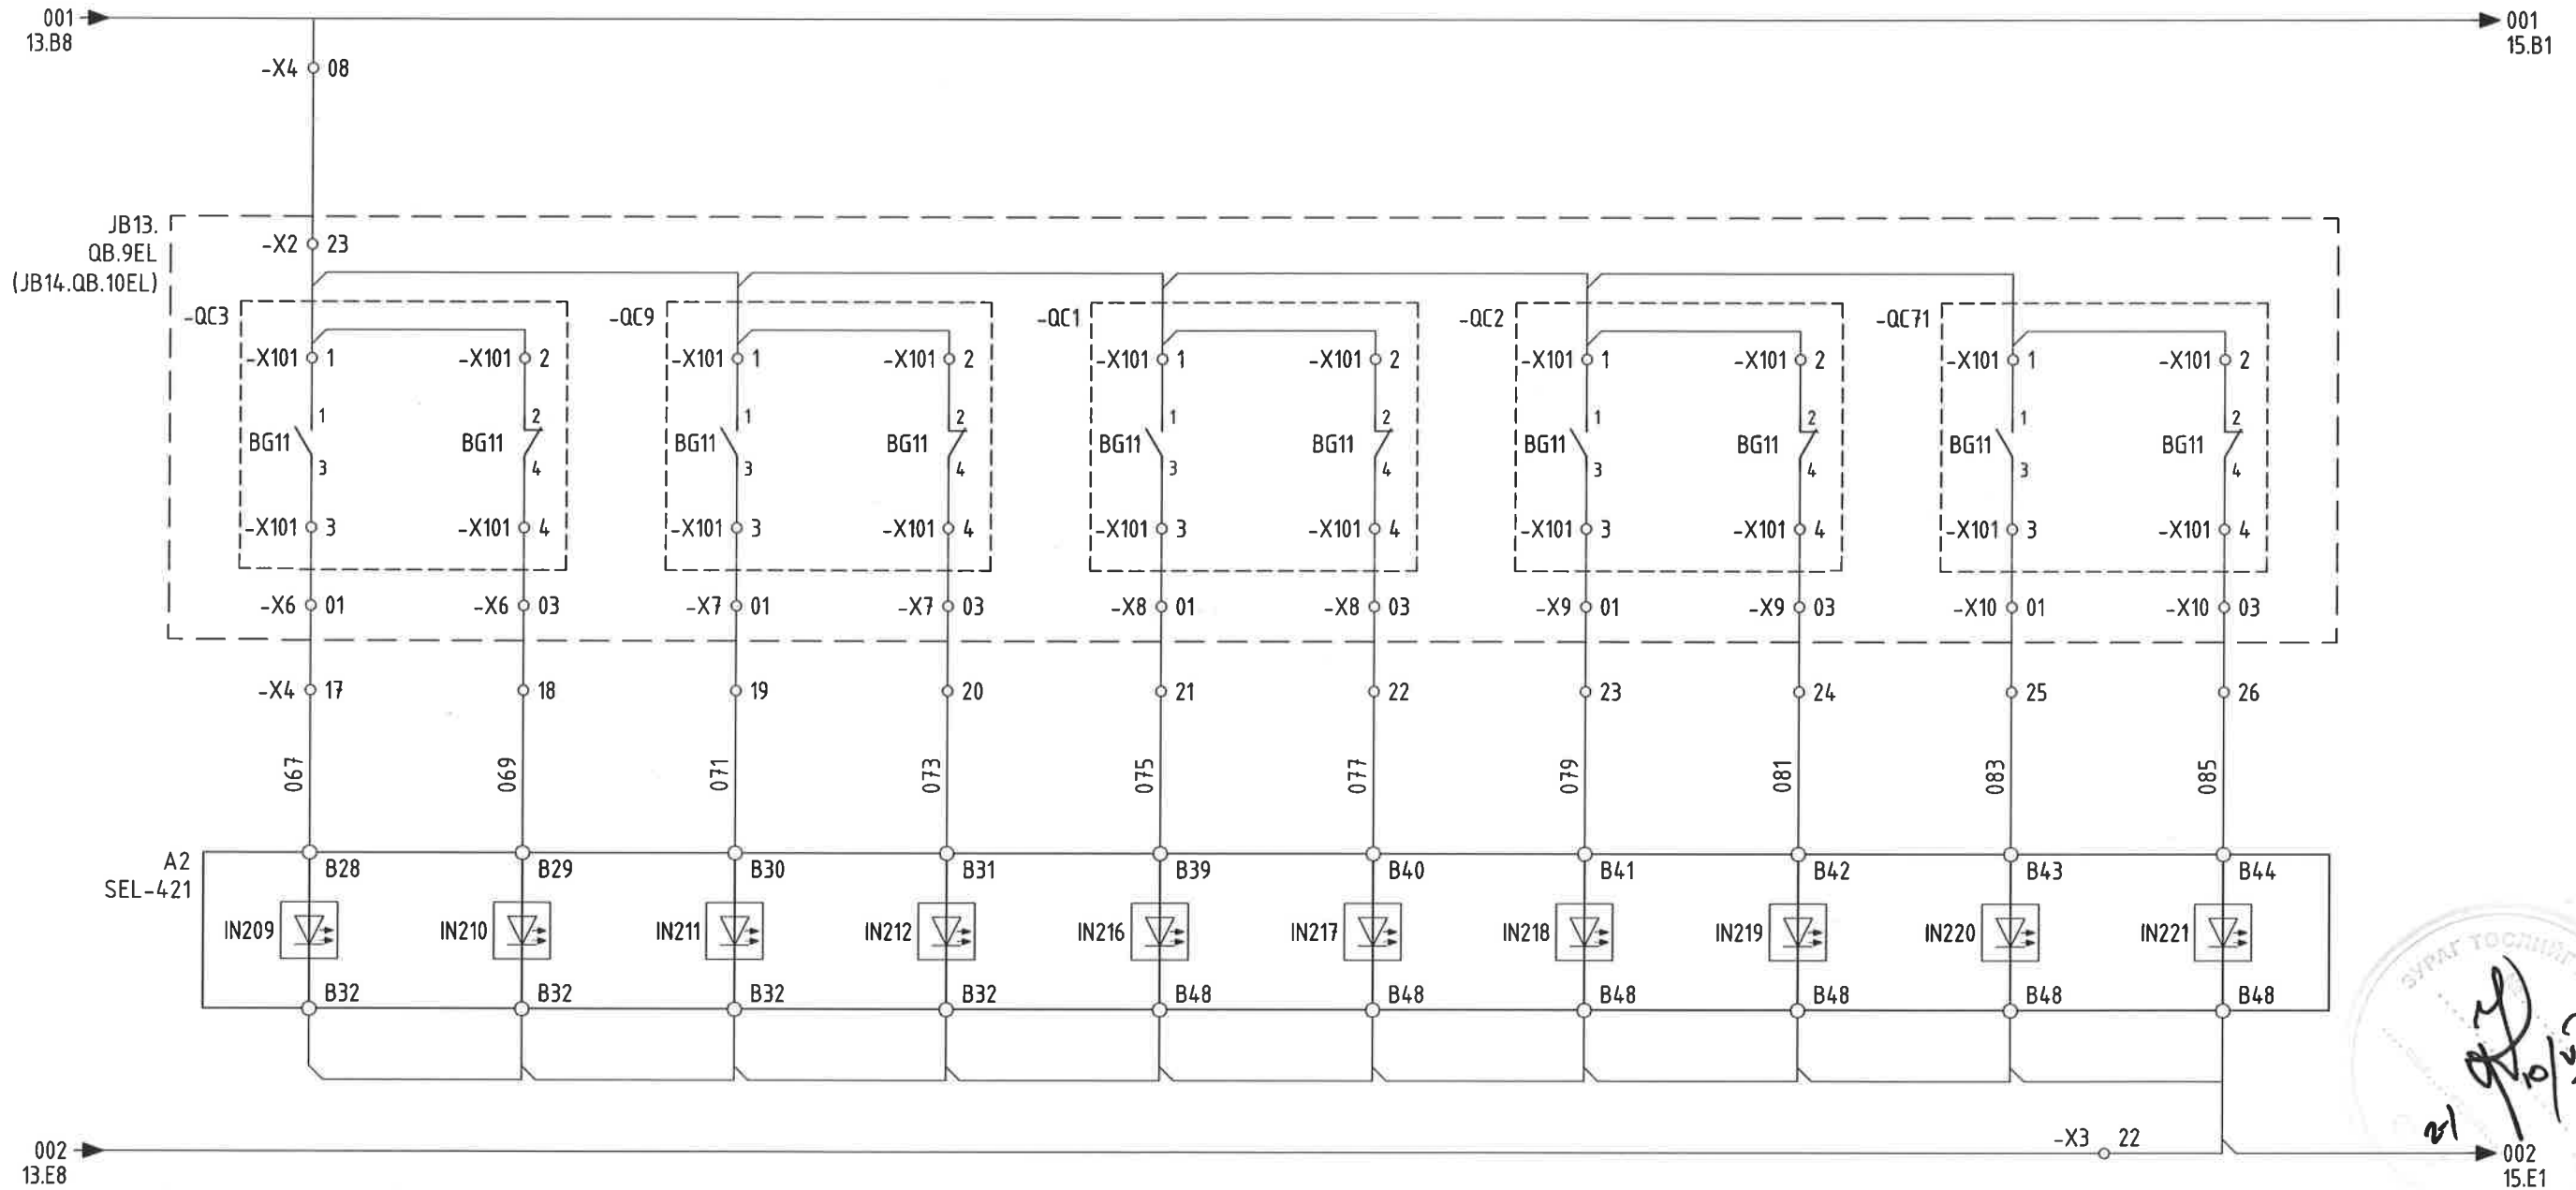 001
13.B8
001
15.B1
-X4 08
JB13.
QB.9EL
(JB14.QB.10EL)
-X2 23
-QC3 -QC9 -QC1 -QC2 -QC71
-X101 1 -X101 2 -X101 1 -X101 2 -X101 1 -X101 2 -X101 1 -X101 2 -X101 1 -X101 2
1 2 1 2 1 2 1 2 1 2
BG11 BG11 BG11 BG11 BG11 BG11 BG11 BG11 BG11 BG11
3 4 3 4 3 4 3 4 3 4
-X101 3 -X101 4 -X101 3 -X101 4 -X101 3 -X101 4 -X101 3 -X101 4 -X101 3 -X101 4
-X6 01 -X6 03 -X7 01 -X7 03 -X8 01 -X8 03 -X9 01 -X9 03 -X10 01 -X10 03
-X4 17 18 19 20 21 22 23 24 25 26
067 069 071 073 075 077 079 081 083 085
A2
SEL-421
B28 B29 B30 B31 B39 B40 B41 B42 B43 B44
IN209 IN210 IN211 IN212 IN216 IN217 IN218 IN219 IN220 IN221
B32 B32 B32 B32 B48 B48 B48 B48 B48 B48
ЗУРАГ ТӨСЛИЙН
002
13.E8
-X3 22
002
15.E1